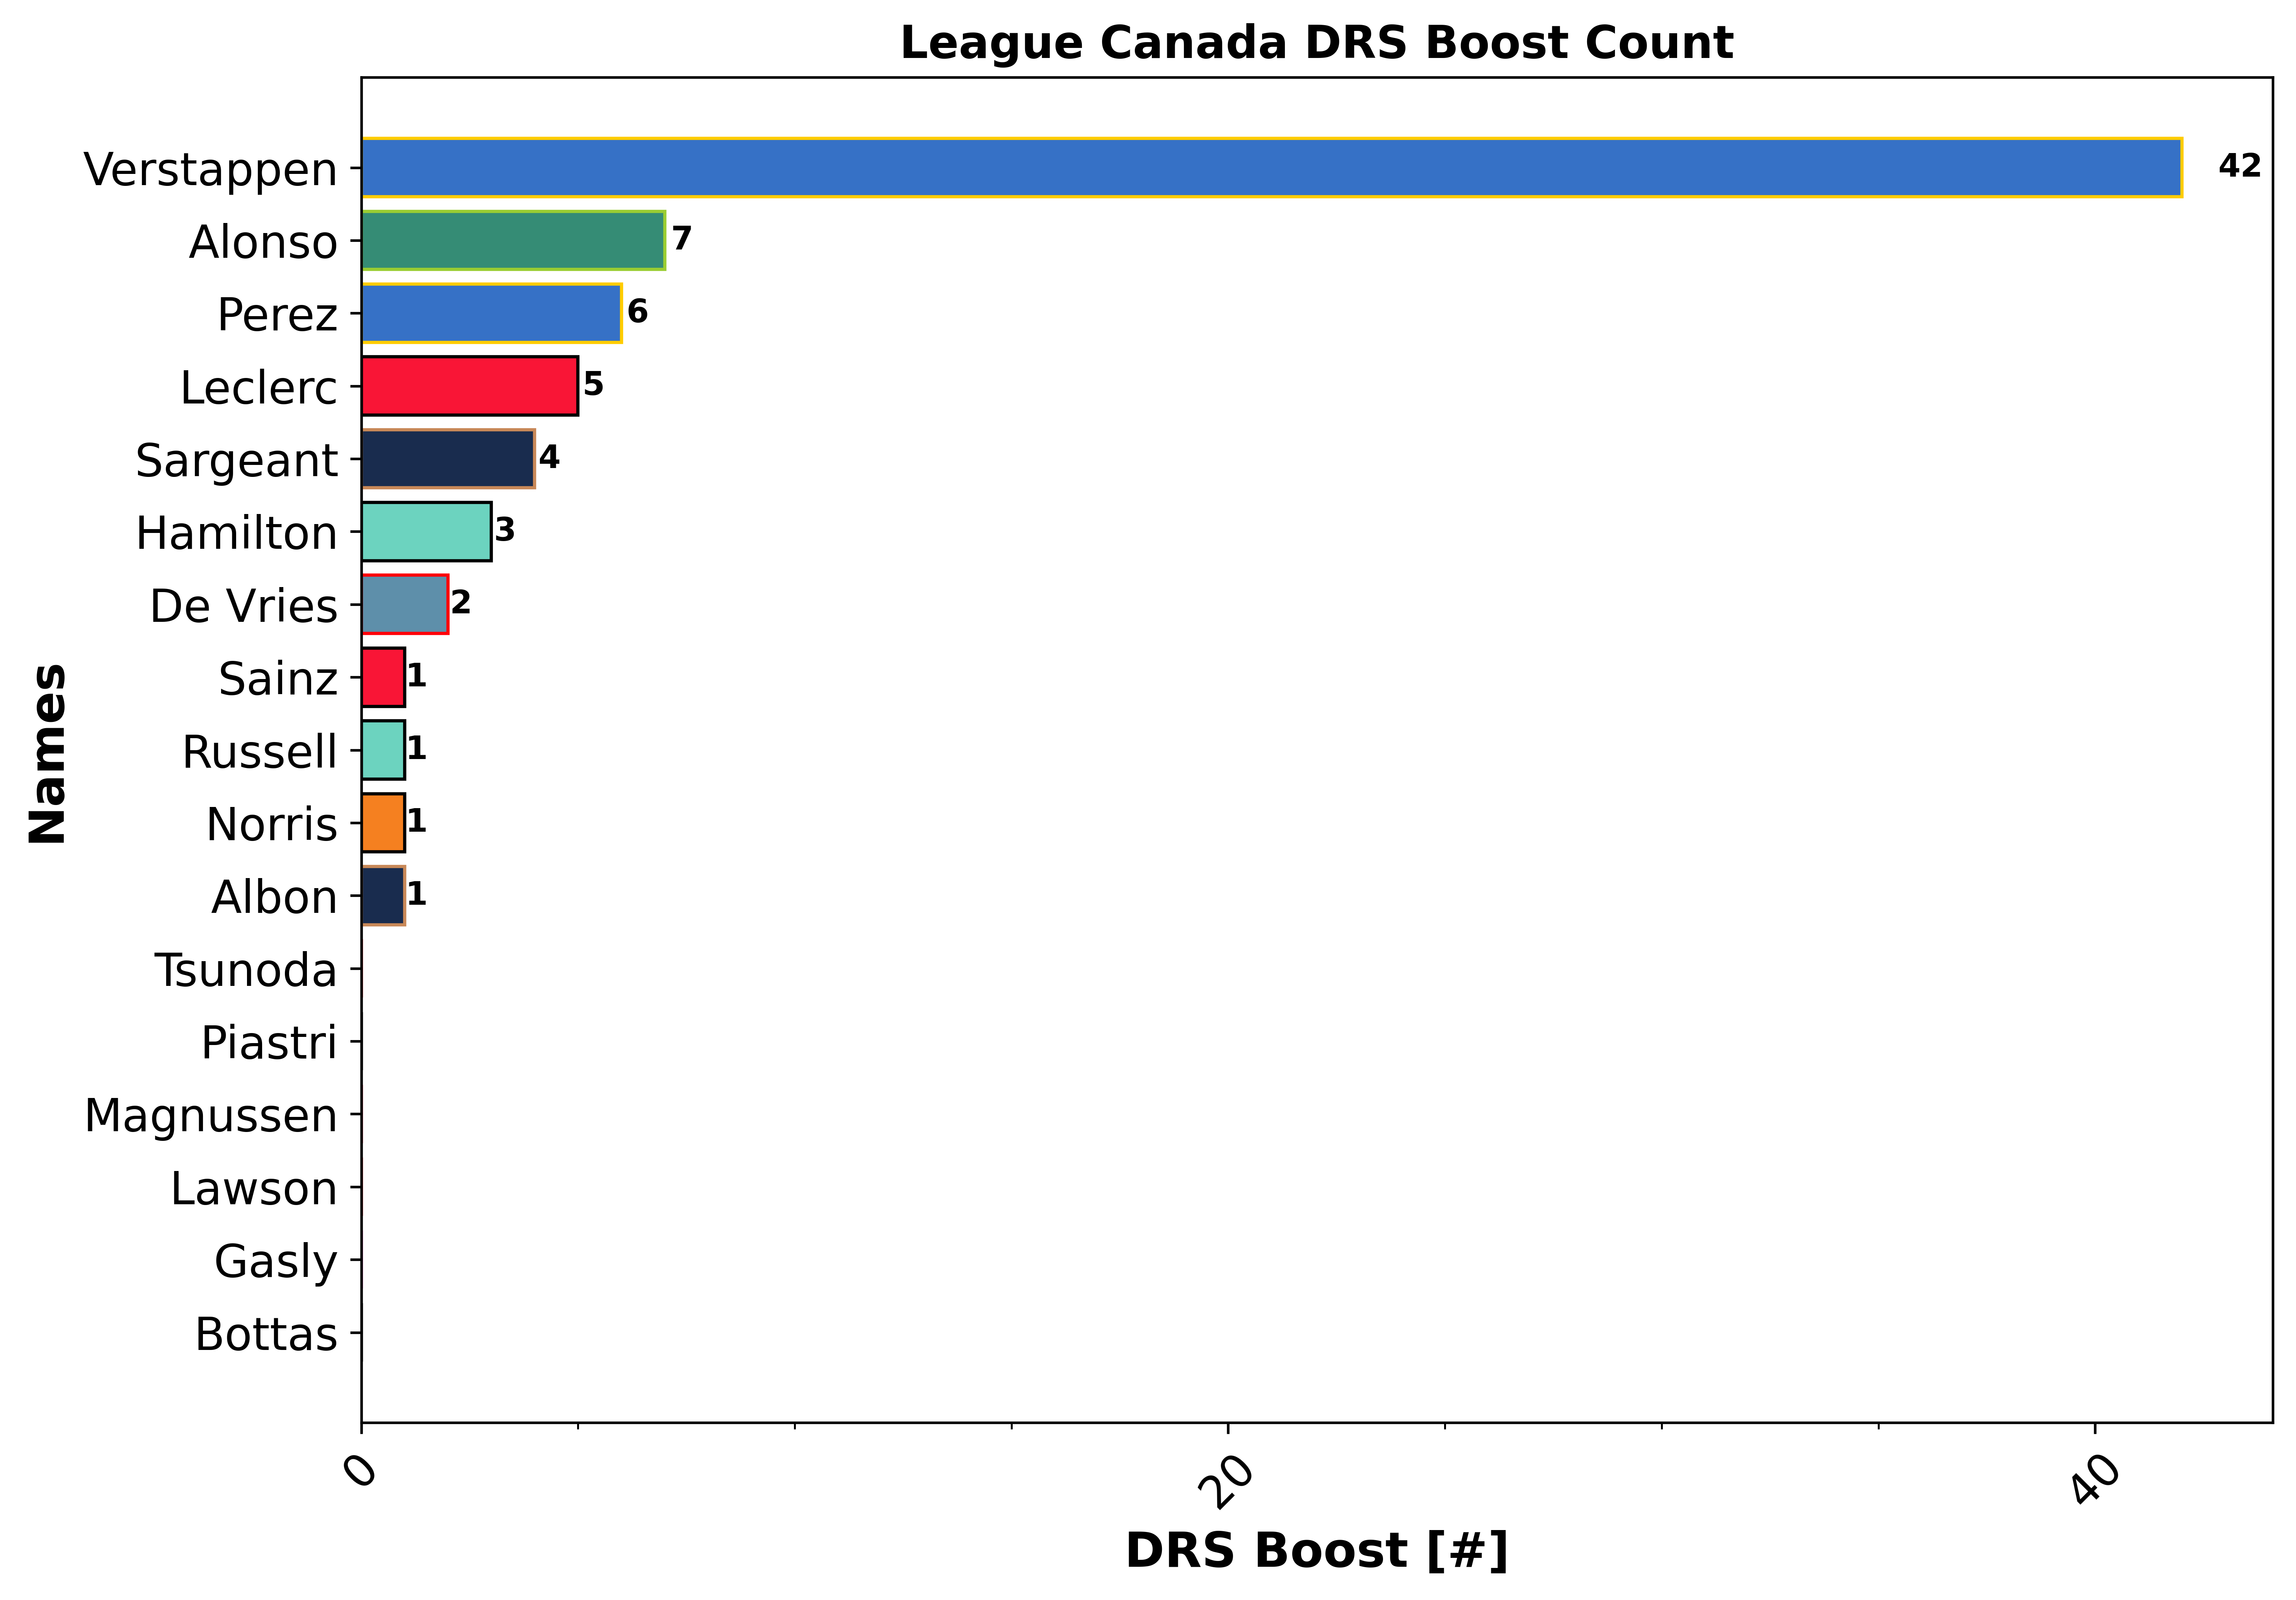 League Canada DRS Boost Count
Verstappen 42
Alonso 7
Perez 6
Leclerc 5
Sargeant 4
Hamilton 3
De Vries 2
Sainz 1
Russell 1
Norris 1
Albon 1
Tsunoda
Piastri
Magnussen
Lawson
Gasly
Bottas
Names
0 20 40
DRS Boost [#]